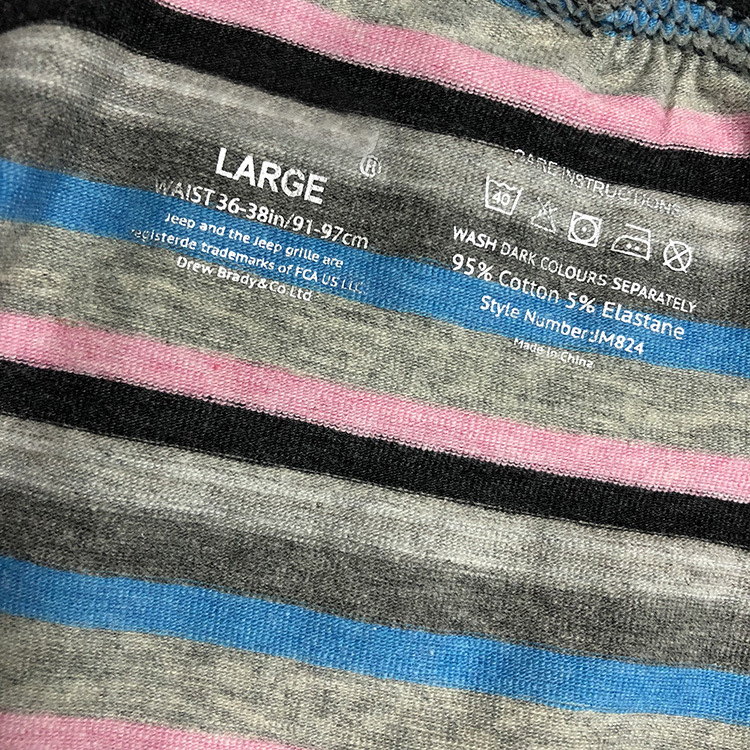 ®
LARGE
WAIST 36-38in/91-97cm
Jeep and the Jeep grille are
registerde trademarks of FCA US LLC
Drew Brady&Co Ltd
CARE INSTRUCTIONS
40
WASH DARK COLOURS SEPARATELY
95% Cotton 5% Elastane
Style Number:JM824
Made in China